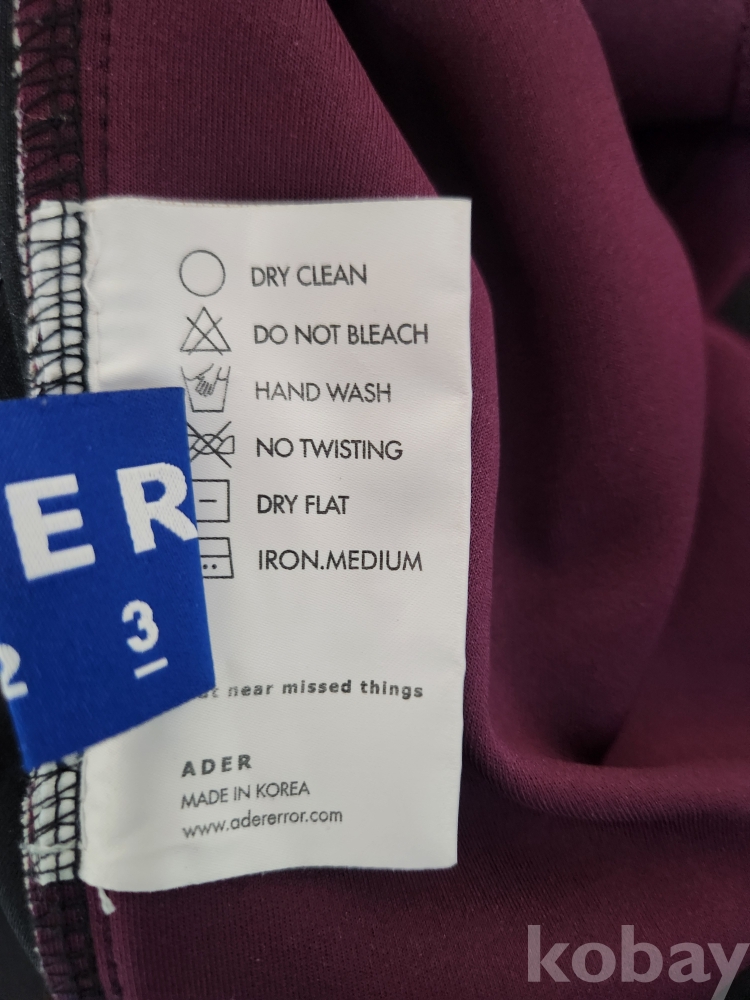 DRY CLEAN
DO NOT BLEACH
HAND WASH
NO TWISTING
DRY FLAT
IRON.MEDIUM
ER
2 3
near missed things
ADER
MADE IN KOREA
www.adererror.com
kobay